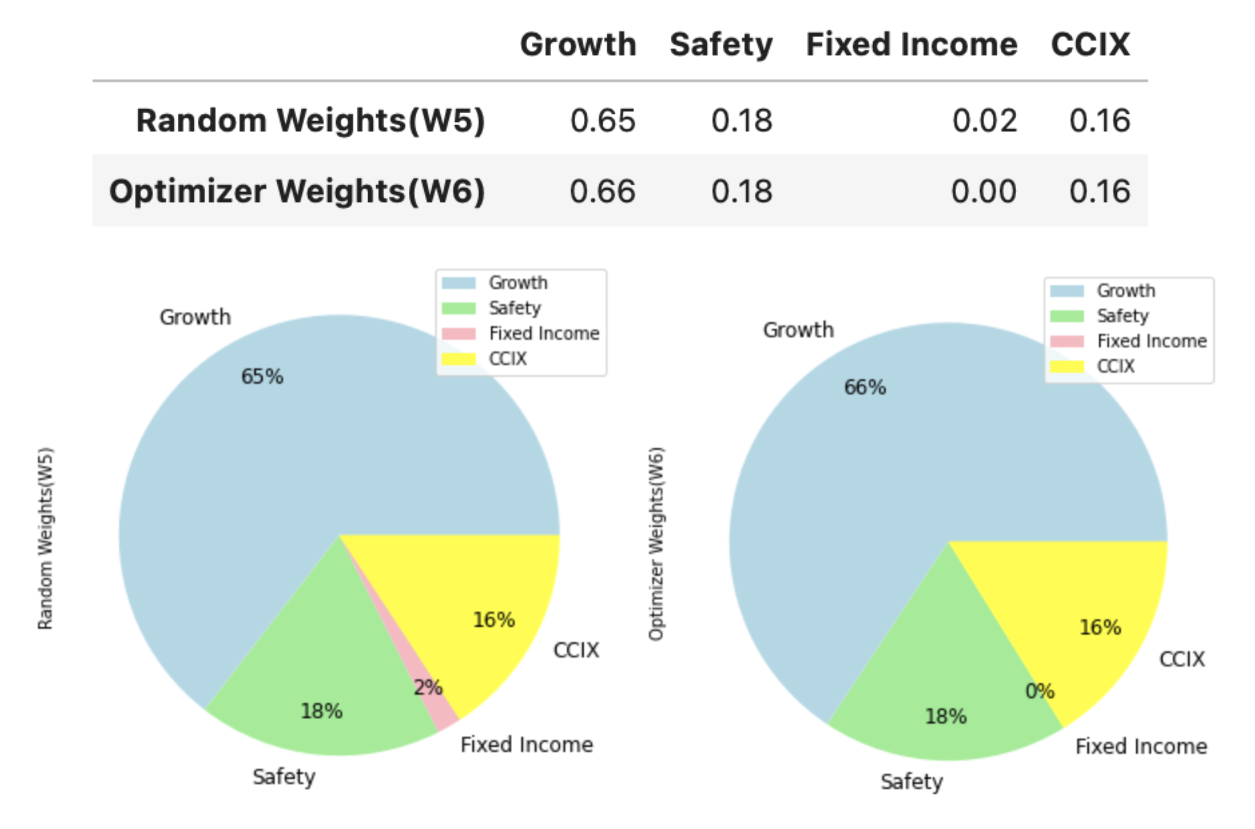 Growth Safety Fixed Income CCIX
Random Weights(W5) 0.65 0.18 0.02 0.16
Optimizer Weights(W6) 0.66 0.18 0.00 0.16
Growth
Safety
Fixed Income
CCIX
Growth
65%
16%
CCIX
2%
18%
Fixed Income
Safety
Random Weights(W5)
Growth
Safety
Fixed Income
CCIX
Growth
66%
16%
CCIX
0%
18%
Fixed Income
Safety
Optimizer Weights(W6)